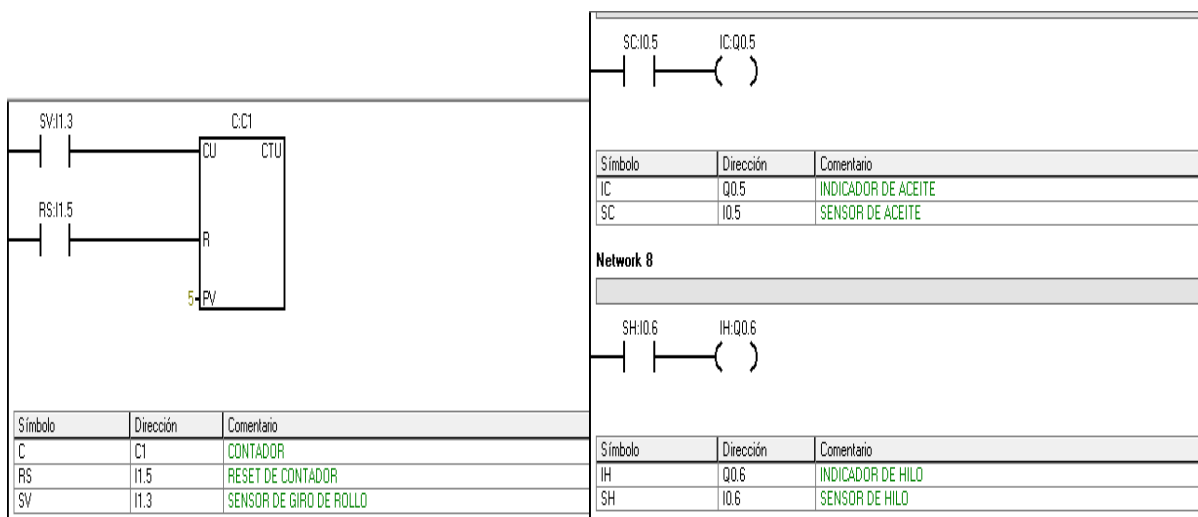 SV:I1.3 C:C1
CU CTU
RS:I1.5
R
5 PV
Símbolo Dirección Comentario
C C1 CONTADOR
RS I1.5 RESET DE CONTADOR
SV I1.3 SENSOR DE GIRO DE ROLLO
SC:I0.5 IC:Q0.5
Símbolo Dirección Comentario
IC Q0.5 INDICADOR DE ACEITE
SC I0.5 SENSOR DE ACEITE
Network 8
SH:I0.6 IH:Q0.6
Símbolo Dirección Comentario
IH Q0.6 INDICADOR DE HILO
SH I0.6 SENSOR DE HILO